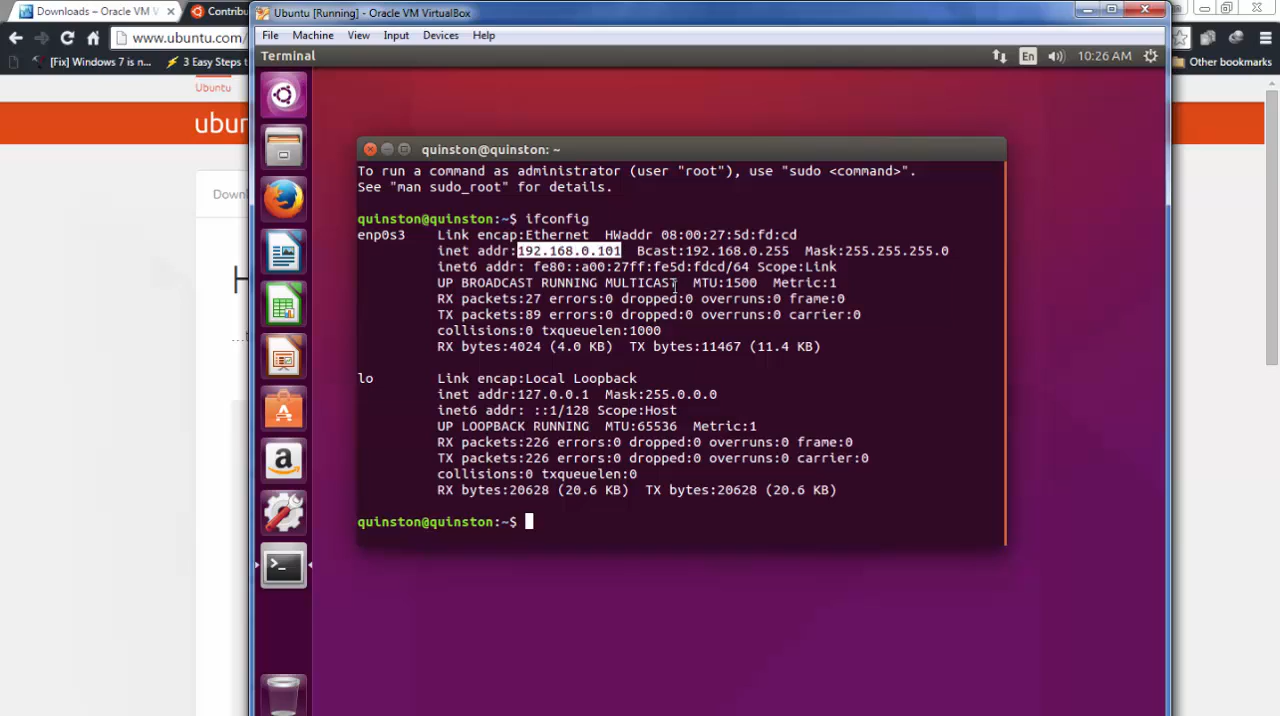 Downloads – Oracle VM V
Contribu
www.ubuntu.com/
[Fix] Windows 7 is n...
3 Easy Steps t
Other bookmarks
Ubuntu
ubun
Downl
H
Ubuntu [Running] - Oracle VM VirtualBox
File Machine View Input Devices Help
Terminal
En
10:26 AM
quinston@quinston: ~
To run a command as administrator (user "root"), use "sudo <command>".
See "man sudo_root" for details.
quinston@quinston:~$ ifconfig
enp0s3 Link encap:Ethernet HWaddr 08:00:27:5d:fd:cd
inet addr:192.168.0.101 Bcast:192.168.0.255 Mask:255.255.255.0
inet6 addr: fe80::a00:27ff:fe5d:fdcd/64 Scope:Link
UP BROADCAST RUNNING MULTICAST MTU:1500 Metric:1
RX packets:27 errors:0 dropped:0 overruns:0 frame:0
TX packets:89 errors:0 dropped:0 overruns:0 carrier:0
collisions:0 txqueuelen:1000
RX bytes:4024 (4.0 KB) TX bytes:11467 (11.4 KB)
lo Link encap:Local Loopback
inet addr:127.0.0.1 Mask:255.0.0.0
inet6 addr: ::1/128 Scope:Host
UP LOOPBACK RUNNING MTU:65536 Metric:1
RX packets:226 errors:0 dropped:0 overruns:0 frame:0
TX packets:226 errors:0 dropped:0 overruns:0 carrier:0
collisions:0 txqueuelen:0
RX bytes:20628 (20.6 KB) TX bytes:20628 (20.6 KB)
quinston@quinston:~$